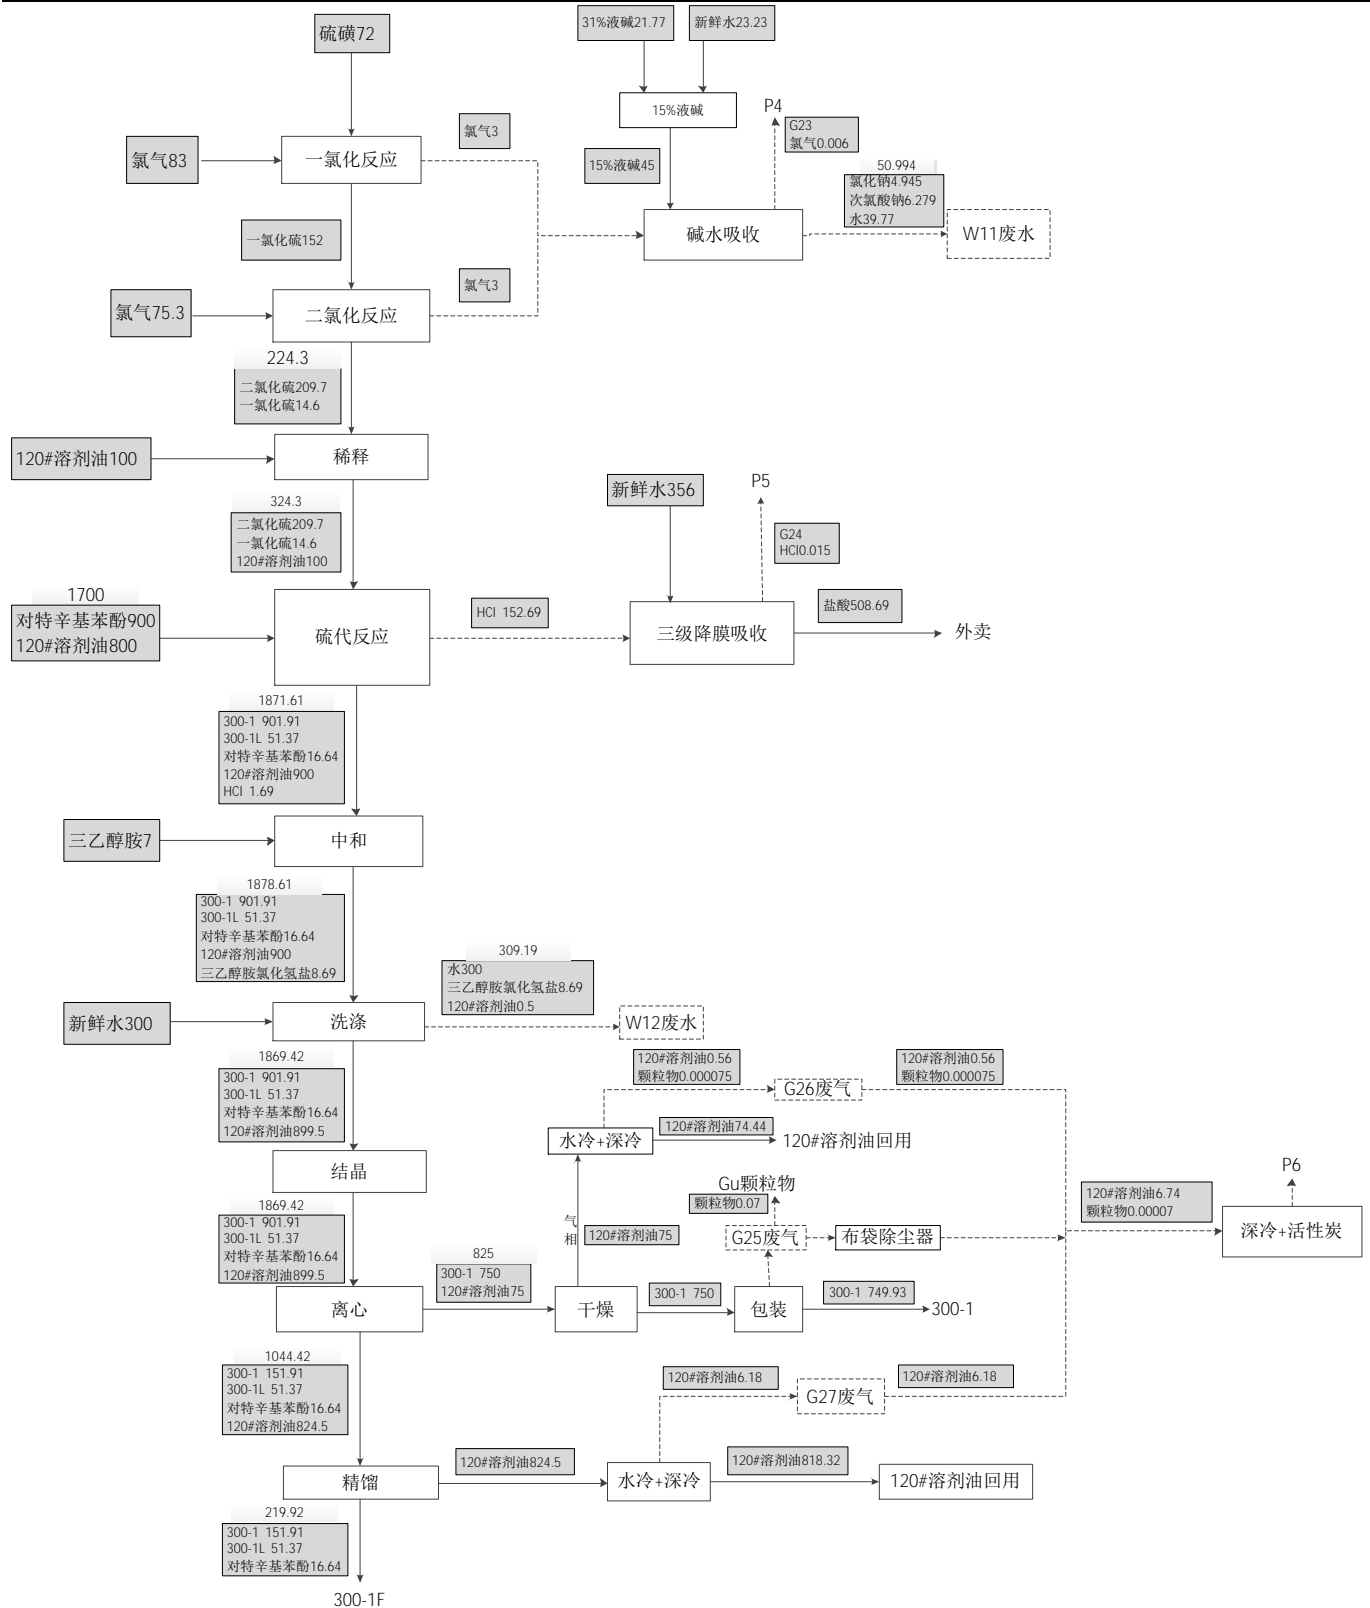 硫磺72
31%液碱21.77
新鲜水23.23
15%液碱
P4
G23
氯气0.006
氯气3
氯气83
一氯化反应
15%液碱45
50.994
氯化钠4.945
次氯酸钠6.279
水39.77
碱水吸收
W11废水
一氯化硫152
氯气3
氯气75.3
二氯化反应
224.3
二氯化硫209.7
一氯化硫14.6
120#溶剂油100
稀释
324.3
二氯化硫209.7
一氯化硫14.6
120#溶剂油100
新鲜水356
P5
G24
HCl0.015
1700
对特辛基苯酚900
120#溶剂油800
硫代反应
HCl 152.69
三级降膜吸收
盐酸508.69
外卖
1871.61
300-1 901.91
300-1L 51.37
对特辛基苯酚16.64
120#溶剂油900
HCl 1.69
三乙醇胺7
中和
1878.61
300-1 901.91
300-1L 51.37
对特辛基苯酚16.64
120#溶剂油900
三乙醇胺氯化氢盐8.69
309.19
水300
三乙醇胺氯化氢盐8.69
120#溶剂油0.5
新鲜水300
洗涤
W12废水
1869.42
300-1 901.91
300-1L 51.37
对特辛基苯酚16.64
120#溶剂油899.5
120#溶剂油0.56
颗粒物0.000075
G26废气
120#溶剂油0.56
颗粒物0.000075
水冷+深冷
120#溶剂油74.44
120#溶剂油回用
结晶
1869.42
300-1 901.91
300-1L 51.37
对特辛基苯酚16.64
120#溶剂油899.5
气
相
120#溶剂油75
Gu颗粒物
颗粒物0.07
G25废气
布袋除尘器
120#溶剂油6.74
颗粒物0.00007
P6
深冷+活性炭
825
300-1 750
120#溶剂油75
离心
干燥
300-1 750
包装
300-1 749.93
300-1
1044.42
300-1 151.91
300-1L 51.37
对特辛基苯酚16.64
120#溶剂油824.5
120#溶剂油6.18
G27废气
120#溶剂油6.18
精馏
120#溶剂油824.5
水冷+深冷
120#溶剂油818.32
120#溶剂油回用
219.92
300-1 151.91
300-1L 51.37
对特辛基苯酚16.64
300-1F